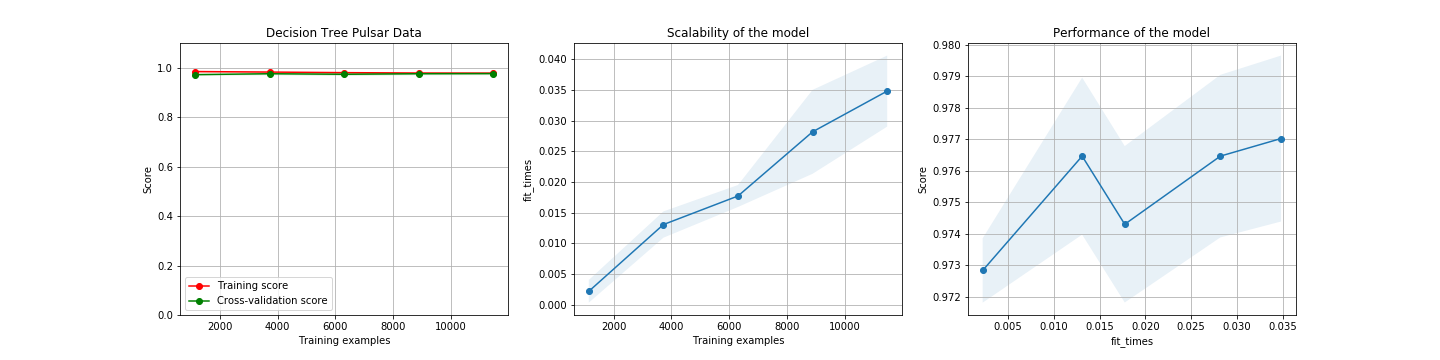 Decision Tree Pulsar Data
1.0
0.8
0.6
0.4
0.2
0.0
Score
Training score
Cross-validation score
2000 4000 6000 8000 10000
Training examples
Scalability of the model
0.040
0.035
0.030
0.025
0.020
0.015
0.010
0.005
0.000
fit_times
2000 4000 6000 8000 10000
Training examples
Performance of the model
0.980
0.979
0.978
0.977
0.976
0.975
0.974
0.973
0.972
Score
0.005 0.010 0.015 0.020 0.025 0.030 0.035
fit_times